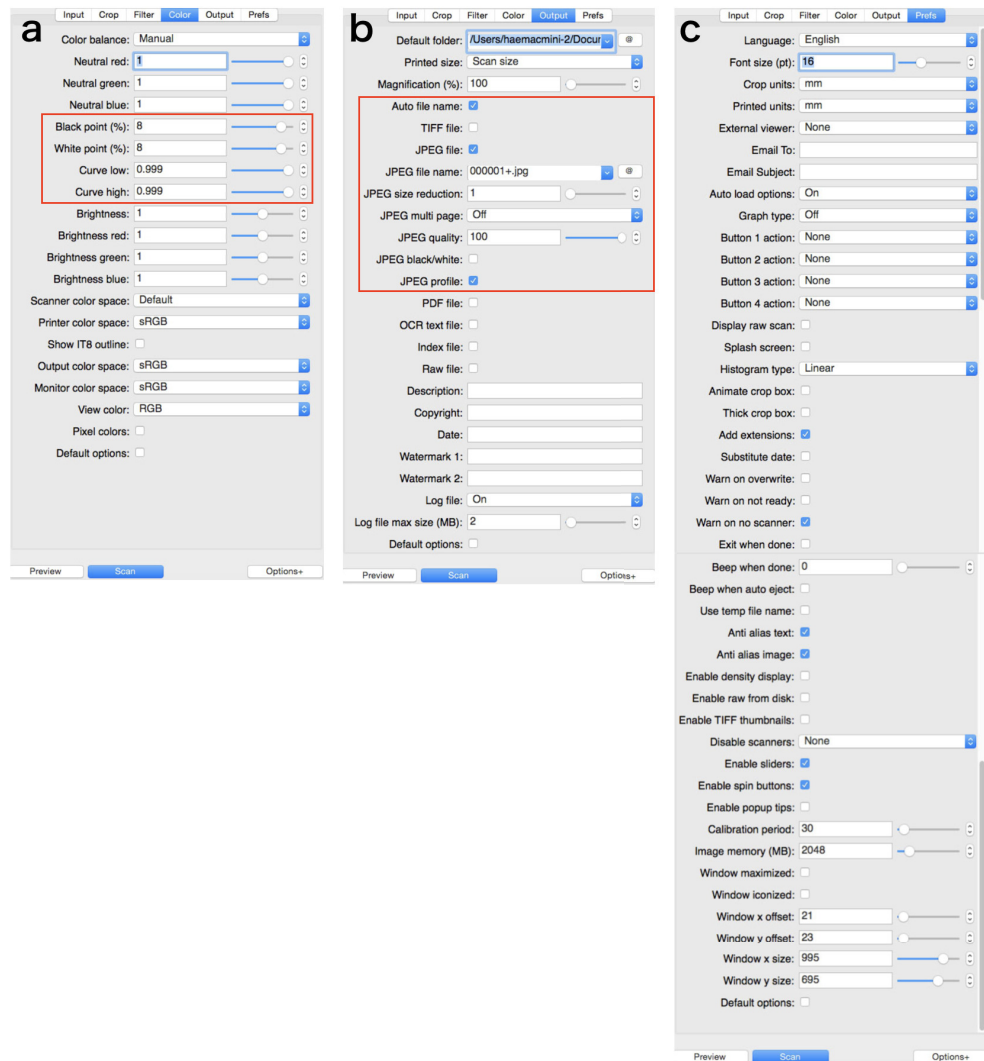 a
Input Crop Filter Color Output Prefs
Color balance: Manual
Neutral red: 1
Neutral green: 1
Neutral blue: 1
Black point (%): 8
White point (%): 8
Curve low: 0.999
Curve high: 0.999
Brightness: 1
Brightness red: 1
Brightness green: 1
Brightness blue: 1
Scanner color space: Default
Printer color space: sRGB
Show IT8 outline:
Output color space: sRGB
Monitor color space: sRGB
View color: RGB
Pixel colors:
Default options:
Preview Scan Options+
b
Input Crop Filter Color Output Prefs
Default folder: /Users/haemacmini-2/Docur @
Printed size: Scan size
Magnification (%): 100
Auto file name:
TIFF file:
JPEG file:
JPEG file name: 000001+.jpg @
JPEG size reduction: 1
JPEG multi page: Off
JPEG quality: 100
JPEG black/white:
JPEG profile:
PDF file:
OCR text file:
Index file:
Raw file:
Description:
Copyright:
Date:
Watermark 1:
Watermark 2:
Log file: On
Log file max size (MB): 2
Default options:
Preview Scan Options+
c
Input Crop Filter Color Output Prefs
Language: English
Font size (pt): 16
Crop units: mm
Printed units: mm
External viewer: None
Email To:
Email Subject:
Auto load options: On
Graph type: Off
Button 1 action: None
Button 2 action: None
Button 3 action: None
Button 4 action: None
Display raw scan:
Splash screen:
Histogram type: Linear
Animate crop box:
Thick crop box:
Add extensions:
Substitute date:
Warn on overwrite:
Warn on not ready:
Warn on no scanner:
Exit when done:
Beep when done: 0
Beep when auto eject:
Use temp file name:
Anti alias text:
Anti alias image:
Enable density display:
Enable raw from disk:
Enable TIFF thumbnails:
Disable scanners: None
Enable sliders:
Enable spin buttons:
Enable popup tips:
Calibration period: 30
Image memory (MB): 2048
Window maximized:
Window iconized:
Window x offset: 21
Window y offset: 23
Window x size: 995
Window y size: 695
Default options:
Preview Scan Options+